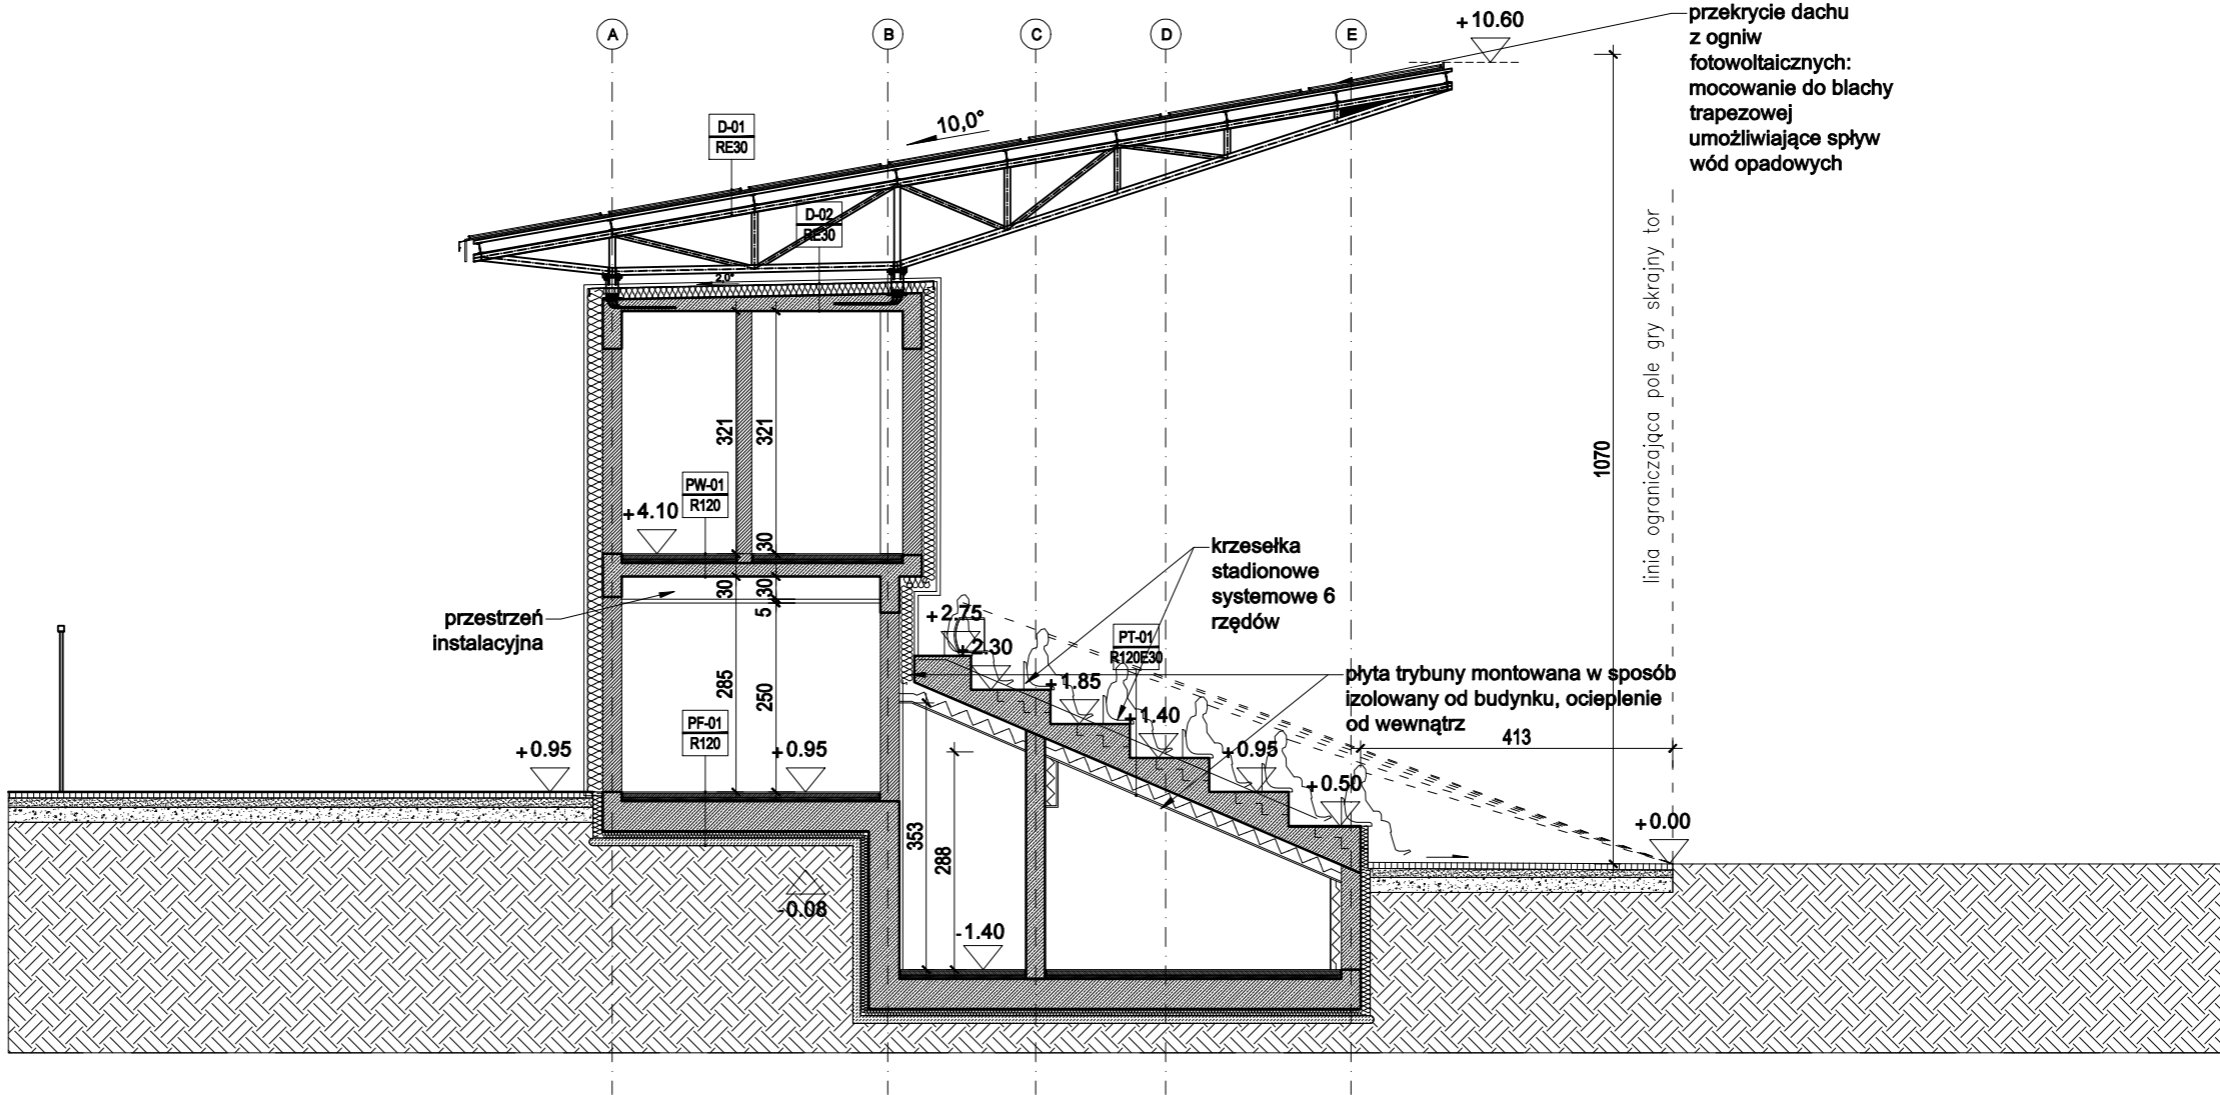 A
B
C
D
E
+10.60
przekrycie dachu
z ogniw
fotowoltaicznych:
mocowanie do blachy
trapezowej
umożliwiające spływ
wód opadowych
10,0°
D-01
RE30
D-02
RE30
2,0°
linia ograniczająca pole gry skrajny tor
1070
321
321
PW-01
R120
+4.10
30
30
30
5
przestrzeń
instalacyjna
krzesełka
stadionowe
systemowe 6
rzędów
+2.75
+2.30
PT-01
R120E30
+1.85
płyta trybuny montowana w sposób
izolowany od budynku, ocieplenie
od wewnątrz
285
250
PF-01
R120
+1.40
413
+0.95
+0.95
+0.95
+0.50
+0.00
353
288
-0.08
-1.40